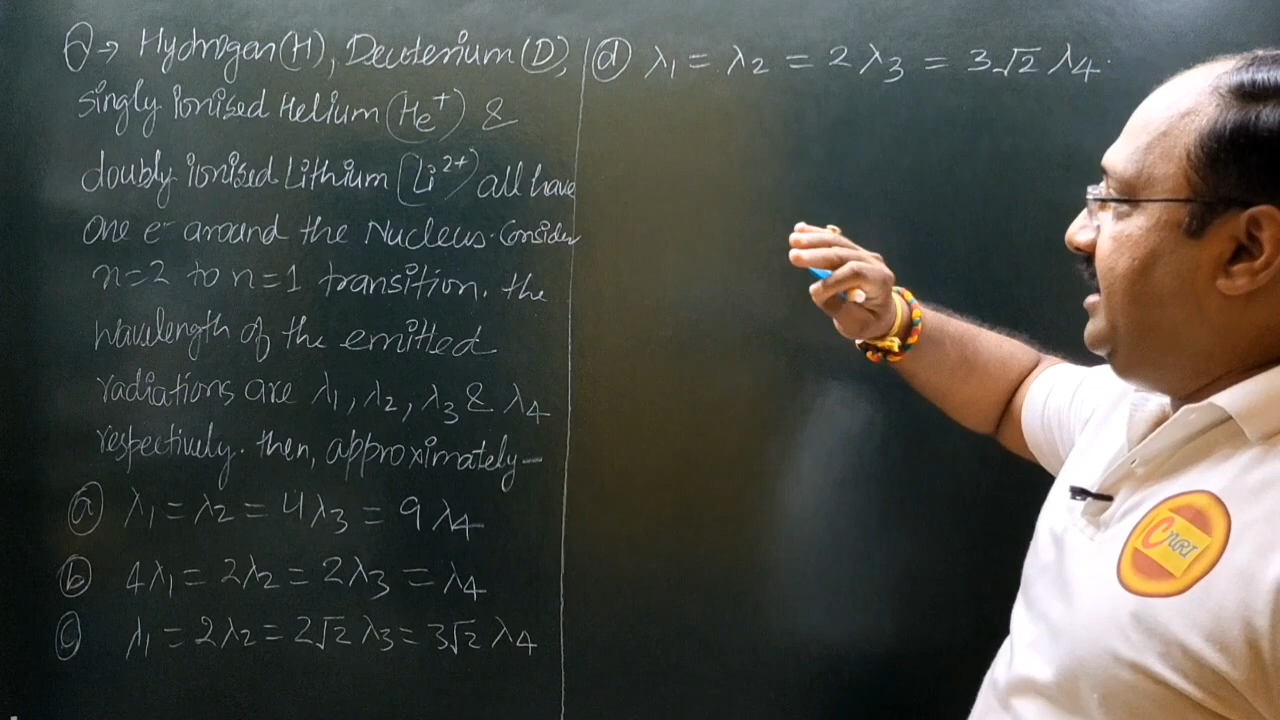 Q→ Hydrogan(H), Deuterium(D),
singly ionised Helium (He⁺) &
doubly ionised Lithium (Li²⁺) all have
one e⁻ around the Nucleus. Consider
n=2 to n=1 transition. the
wavelength of the emitted
radiations are λ₁, λ₂, λ₃ & λ₄
respectively. then, approximately—
ⓐ λ₁ = λ₂ = 4λ₃ = 9λ₄
ⓑ 4λ₁ = 2λ₂ = 2λ₃ = λ₄
ⓒ λ₁ = 2λ₂ = 2√2 λ₃ = 3√2 λ₄
ⓓ λ₁ = λ₂ = 2λ₃ = 3√2 λ₄.
CNRI